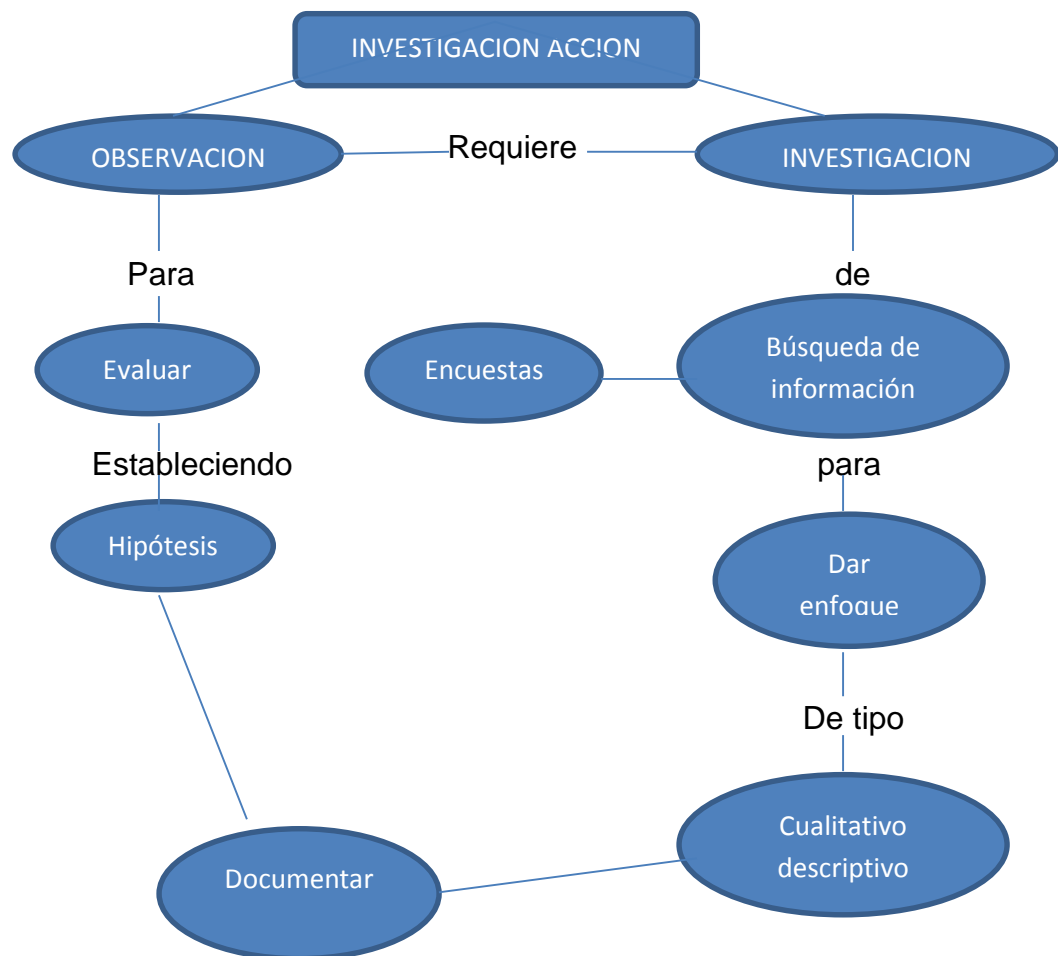 INVESTIGACION ACCION
OBSERVACION
Requiere
INVESTIGACION
Para
de
Evaluar
Encuestas
Búsqueda de
información
Estableciendo
para
Hipótesis
Dar
enfoque
De tipo
Cualitativo
descriptivo
Documentar